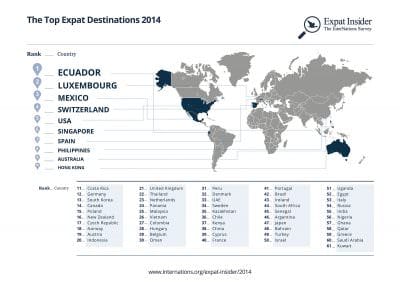 The Top Expat Destinations 2014
Expat Insider
The InterNations Survey
Rank Country
1 ECUADOR
2 LUXEMBOURG
3 MEXICO
4 SWITZERLAND
5 USA
6 SINGAPORE
7 SPAIN
8 PHILIPPINES
9 AUSTRALIA
10 HONG KONG
Rank Country
11. Costa Rica
12. Germany
13. South Korea
14. Canada
15. Poland
16. New Zealand
17. Czech Republic
18. Norway
19. Austria
20. Indonesia
21. United Kingdom
22. Thailand
23. Netherlands
24. Panama
25. Malaysia
26. Vietnam
27. Colombia
28. Hungary
29. Belgium
30. Oman
31. Peru
32. Denmark
33. UAE
34. Sweden
35. Kazakhstan
36. Chile
37. Kenya
38. China
39. Cyprus
40. France
41. Portugal
42. Brazil
43. Ireland
44. South Africa
45. Senegal
46. Argentina
47. Japan
48. Bahrain
49. Turkey
50. Israel
51. Uganda
52. Egypt
53. Italy
54. Russia
55. India
56. Nigeria
57. Ghana
58. Qatar
59. Greece
60. Saudi Arabia
61. Kuwait
www.internations.org/expat-insider/2014